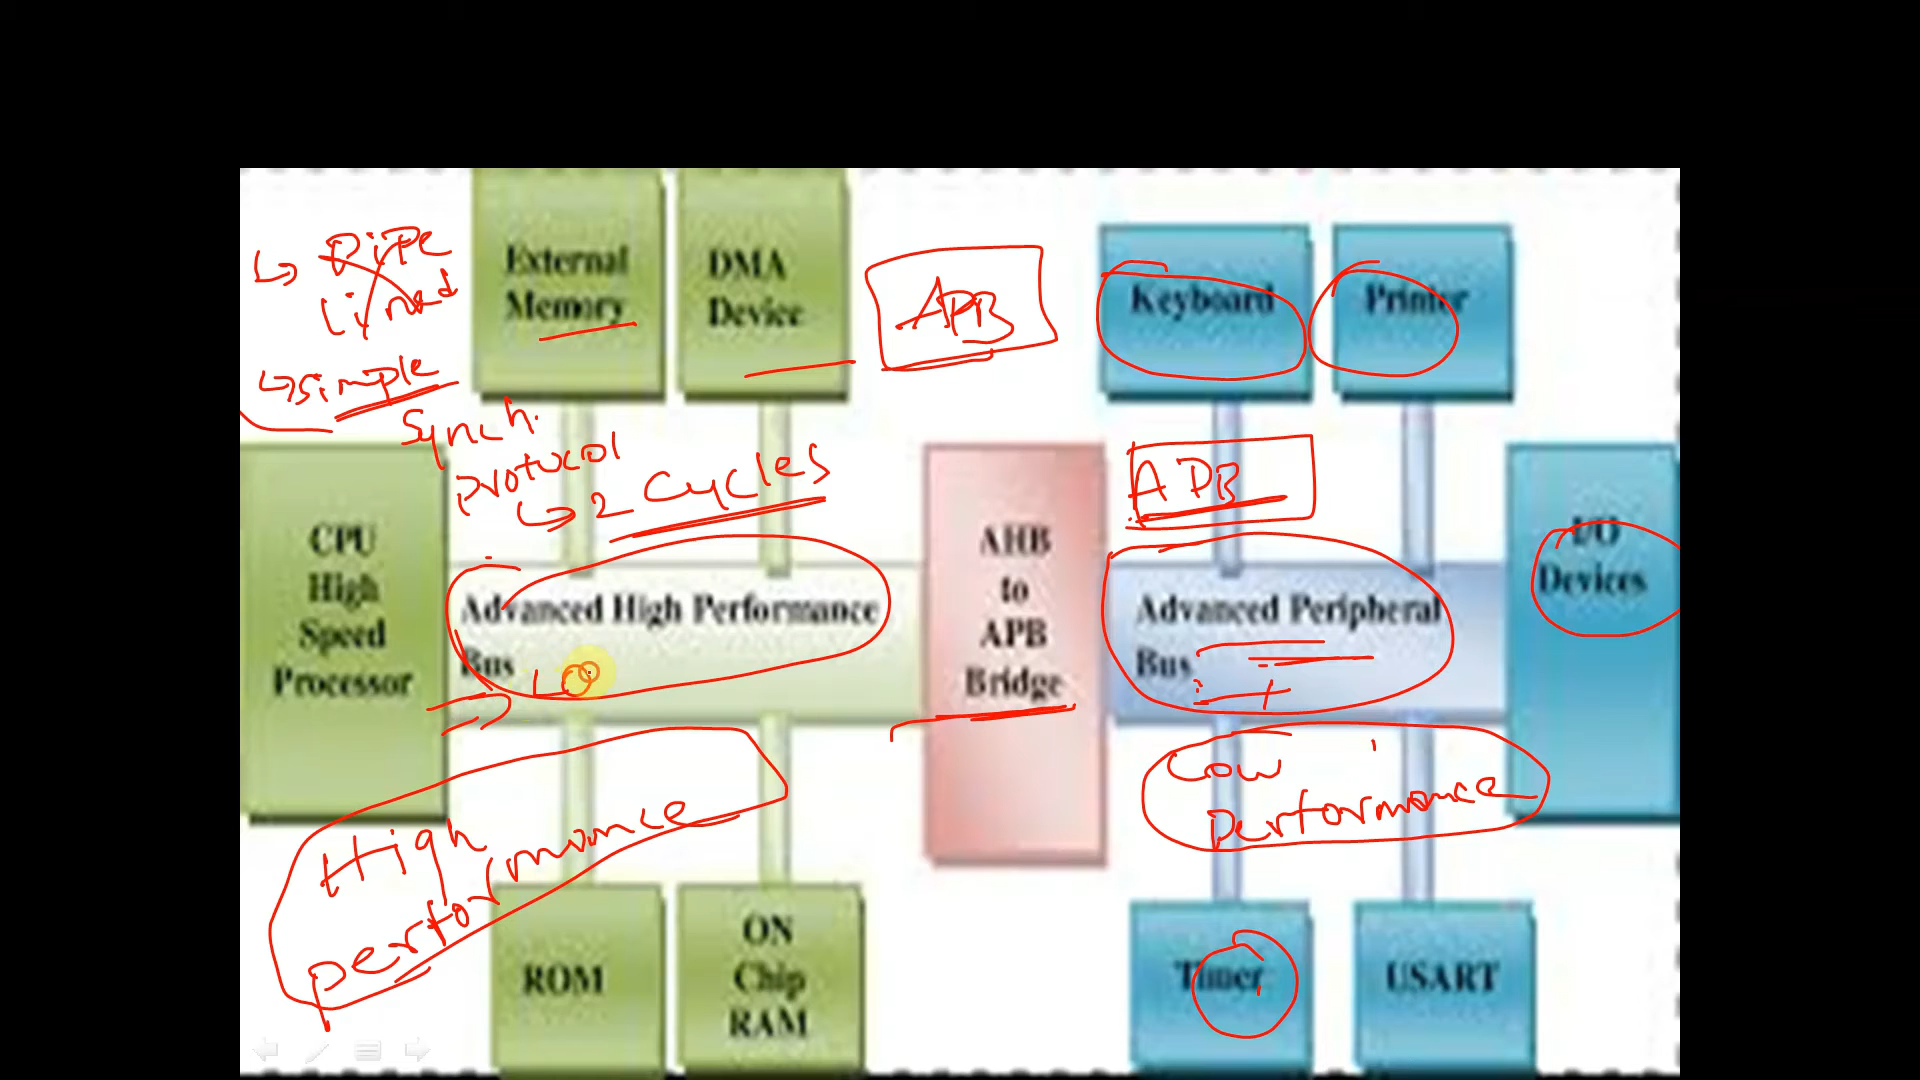 External
Memory
DMA
Device
APB
Keyboard
Printer
↳ Pipe
lined
↳ simple
synch.
protocol
↳ 2 cycles
APB
CPU
High
Speed
Processor
Advanced High Performance
Bus
100
AHB
to
APB
Bridge
Advanced Peripheral
Bus
I/O
Devices
High
performance
Low
performance
ROM
ON
Chip
RAM
Timer
USART